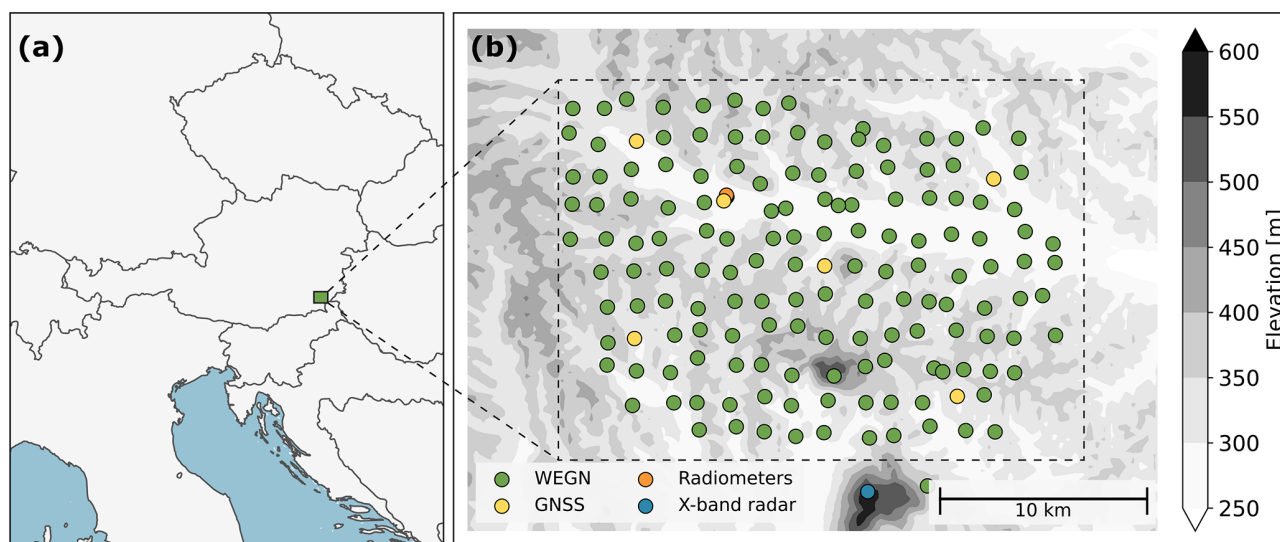 (a)
(b)
WEGN
GNSS
Radiometers
X-band radar
10 km
600
550
500
450
400
350
300
250
Elevation [m]